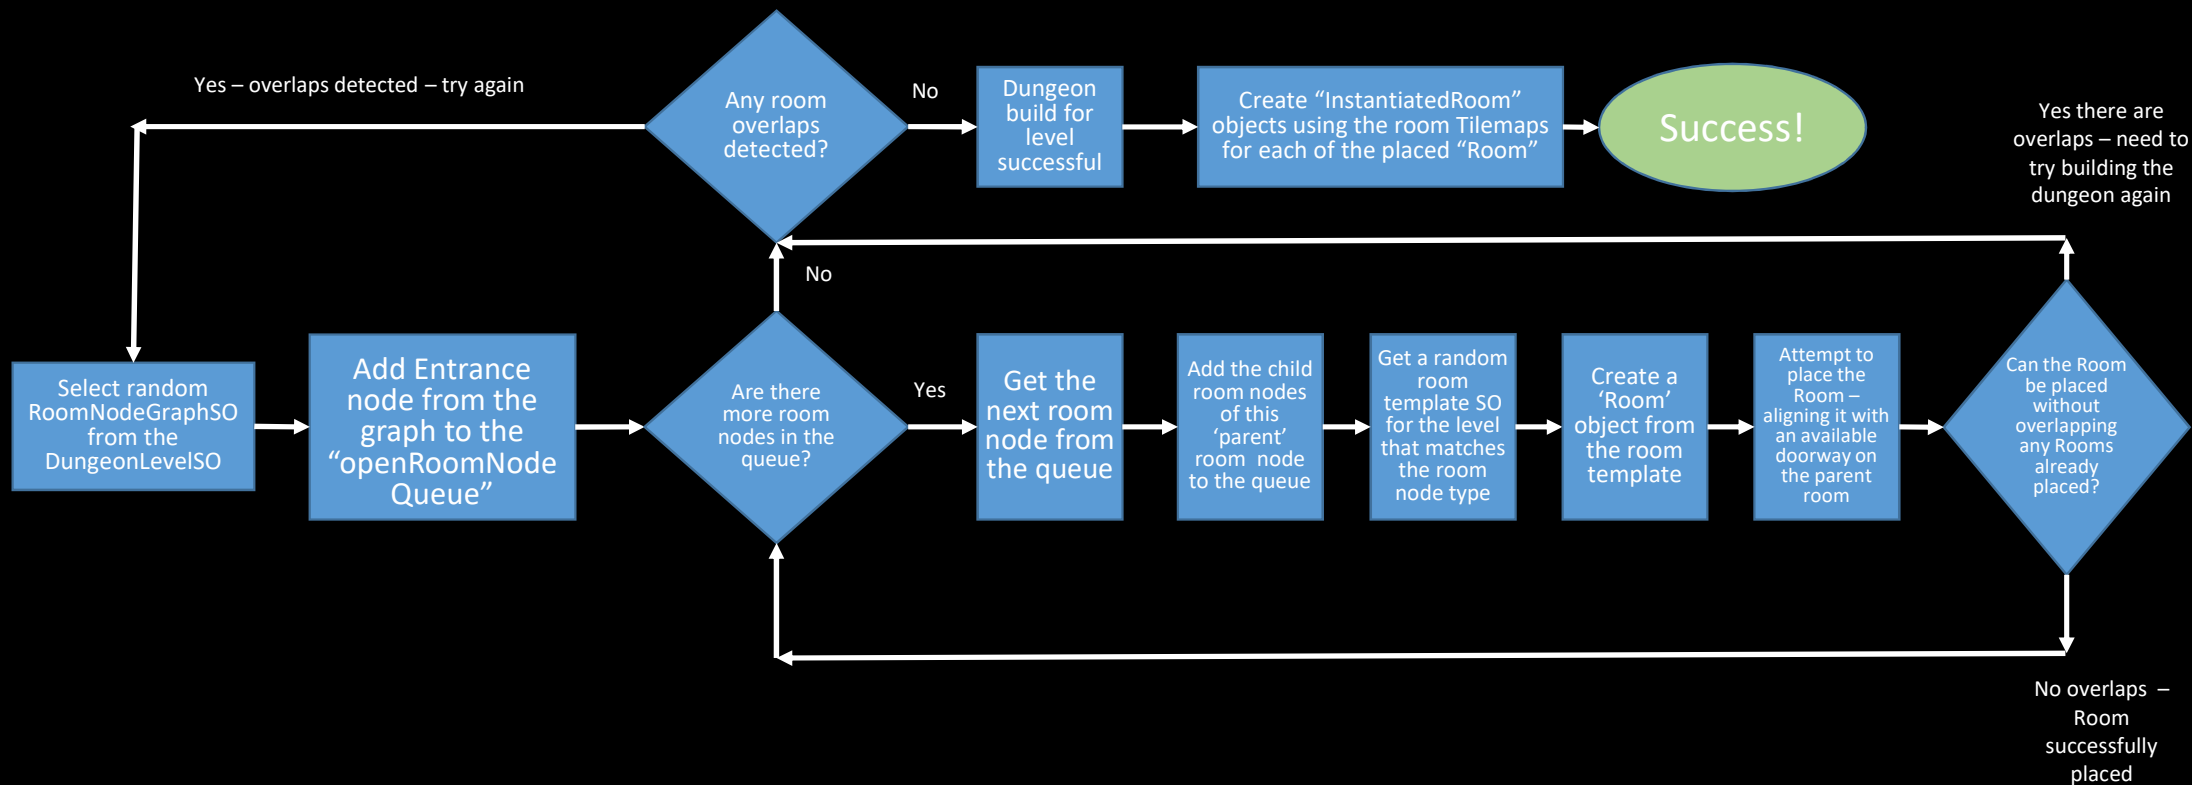 Yes – overlaps detected – try again
Any room
overlaps
detected?
No
Dungeon
build for
level
successful
Create “InstantiatedRoom”
objects using the room Tilemaps
for each of the placed “Room”
Success!
Yes there are
overlaps – need to
try building the
dungeon again
No
Select random
RoomNodeGraphSO
from the
DungeonLevelSO
Add Entrance
node from the
graph to the
“openRoomNode
Queue”
Are there
more room
nodes in the
queue?
Yes
Get the
next room
node from
the queue
Add the child
room nodes
of this
‘parent’
room node
to the queue
Get a random
room
template SO
for the level
that matches
the room
node type
Create a
‘Room’
object from
the room
template
Attempt to
place the
Room –
aligning it with
an available
doorway on
the parent
room
Can the Room
be placed
without
overlapping
any Rooms
already
placed?
No overlaps –
Room
successfully
placed